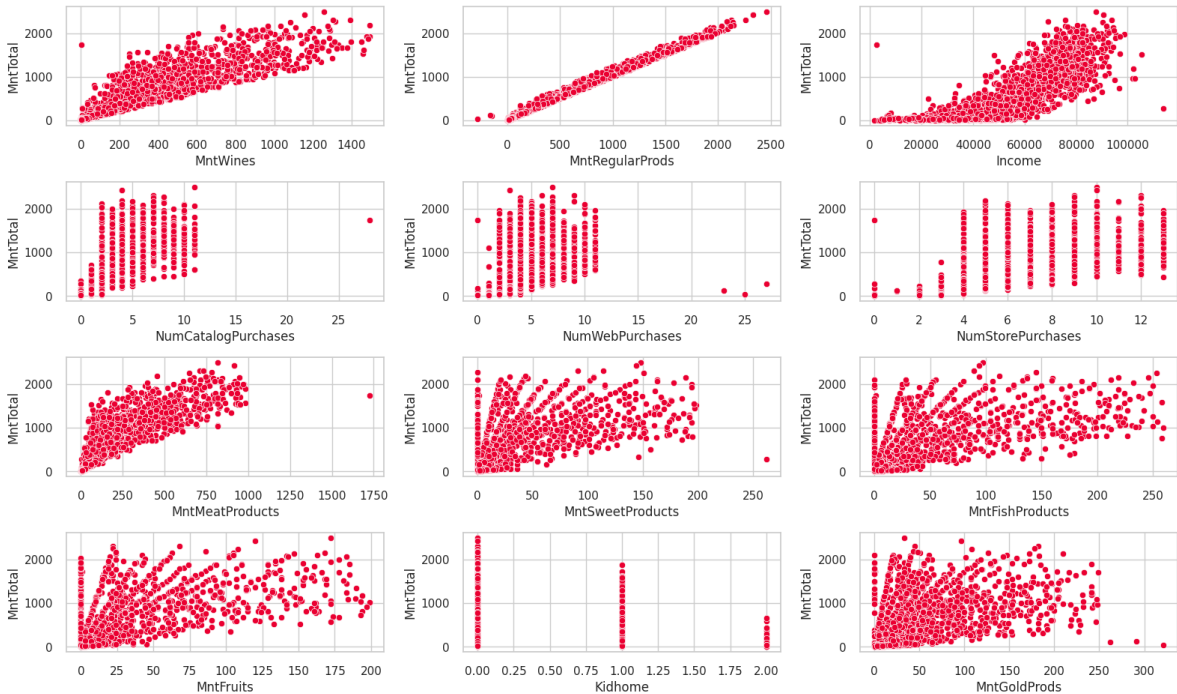 MntTotal
2000
1000
0
0 200 400 600 800 1000 1200 1400
MntWines
MntTotal
2000
1000
0
0 500 1000 1500 2000 2500
MntRegularProds
MntTotal
2000
1000
0
0 20000 40000 60000 80000 100000
Income
MntTotal
2000
1000
0
0 5 10 15 20 25
NumCatalogPurchases
MntTotal
2000
1000
0
0 5 10 15 20 25
NumWebPurchases
MntTotal
2000
1000
0
0 2 4 6 8 10 12
NumStorePurchases
MntTotal
2000
1000
0
0 250 500 750 1000 1250 1500 1750
MntMeatProducts
MntTotal
2000
1000
0
0 50 100 150 200 250
MntSweetProducts
MntTotal
2000
1000
0
0 50 100 150 200 250
MntFishProducts
MntTotal
2000
1000
0
0 25 50 75 100 125 150 175 200
MntFruits
MntTotal
2000
1000
0
0.00 0.25 0.50 0.75 1.00 1.25 1.50 1.75 2.00
Kidhome
MntTotal
2000
1000
0
0 50 100 150 200 250 300
MntGoldProds